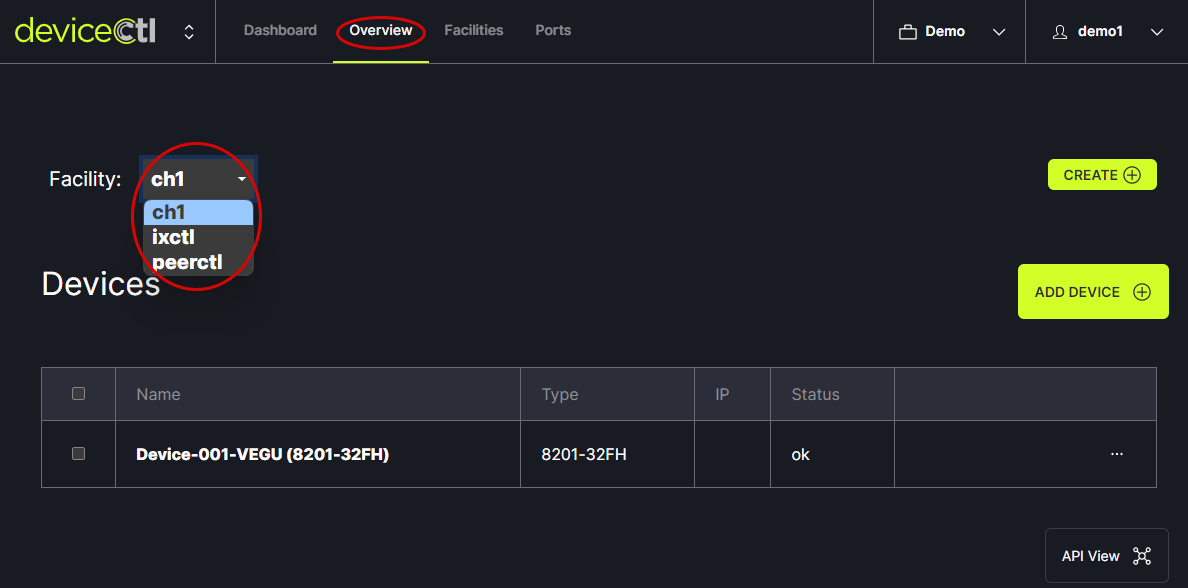 devicectl Dashboard Overview Facilities Ports Demo demo1
Facility: ch1 CREATE
ch1
ixctl
peerctl
Devices ADD DEVICE
Name Type IP Status
Device-001-VEGU (8201-32FH) 8201-32FH ok ...
API View